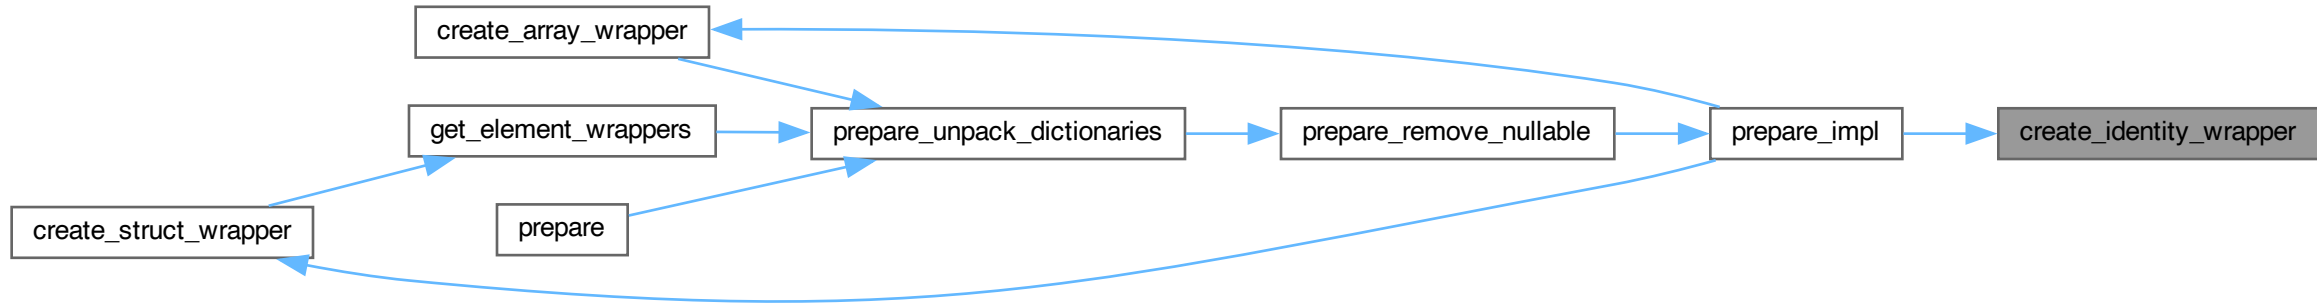 create_array_wrapper
get_element_wrappers
prepare_unpack_dictionaries
prepare_remove_nullable
prepare_impl
create_identity_wrapper
create_struct_wrapper
prepare